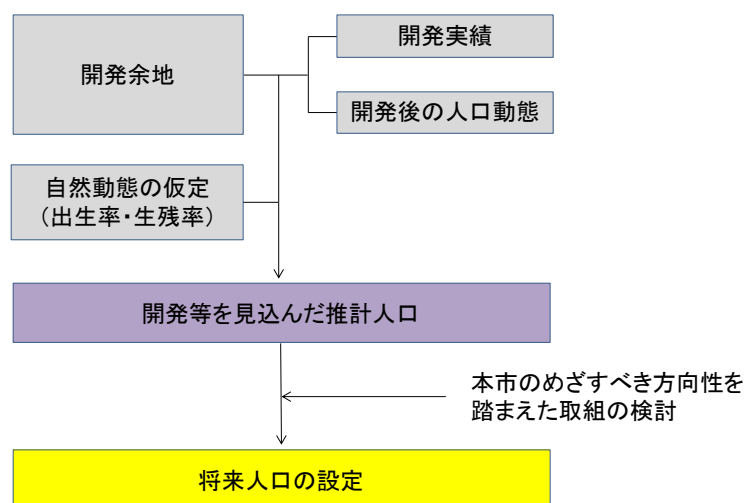 開発余地
開発実績
開発後の人口動態
自然動態の仮定
（出生率・生残率）
開発等を見込んだ推計人口
本市のめざすべき方向性を
踏まえた取組の検討
将来人口の設定